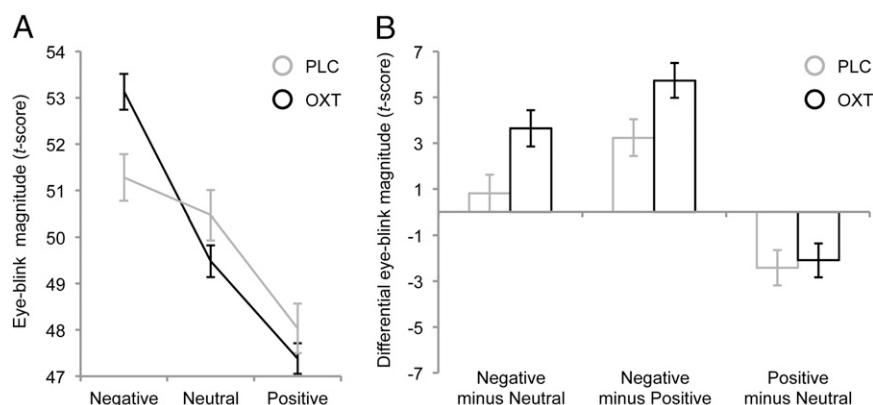 A
Eye-blink magnitude (t-score)
54
53
52
51
50
49
48
47
PLC
OXT
Negative
Neutral
Positive
B
Differential eye-blink magnitude (t-score)
7
5
3
1
-1
-3
-5
-7
PLC
OXT
Negative
minus Neutral
Negative
minus Positive
Positive
minus Neutral